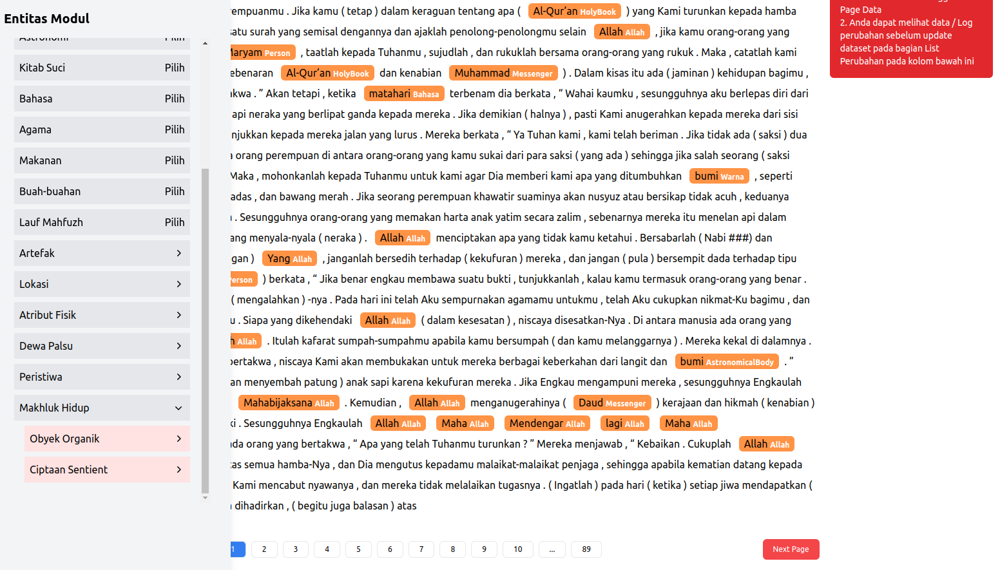 Entitas Modul
Kitab Suci Pilih
Bahasa Pilih
Agama Pilih
Makanan Pilih
Buah-buahan Pilih
Lauf Mahfuzh Pilih
Artefak
Lokasi
Atribut Fisik
Dewa Palsu
Peristiwa
Makhluk Hidup
Obyek Organik
Ciptaan Sentient
. Jika kamu ( tetap ) dalam keraguan tentang apa ( Al-Qur’an HolyBook ) yang Kami turunkan kepada hamba
surah yang semisal dengannya dan ajaklah penolong-penolongmu selain Allah Allah , jika kamu orang-orang yang
Person , taatlah kepada Tuhanmu , sujudlah , dan rukuklah bersama orang-orang yang rukuk . Maka , catatlah kami
Al-Qur’an HolyBook dan kenabian Muhammad Messenger ) . Dalam kisas itu ada ( jaminan ) kehidupan bagimu ,
. ” Akan tetapi , ketika matahari Bahasa terbenam dia berkata , “ Wahai kaumku , sesungguhnya aku berlepas diri dari
api neraka yang berlipat ganda kepada mereka . Jika demikian ( halnya ) , pasti Kami anugerahkan kepada mereka dari sisi
kepada mereka jalan yang lurus . Mereka berkata , “ Ya Tuhan kami , kami telah beriman . Jika tidak ada ( saksi ) dua
orang perempuan di antara orang-orang yang kamu sukai dari para saksi ( yang ada ) sehingga jika salah seorang ( saksi
Maka , mohonkanlah kepada Tuhanmu untuk kami agar Dia memberi kami apa yang ditumbuhkan bumi Warna , seperti
, dan bawang merah . Jika seorang perempuan khawatir suaminya akan nusyuz atau bersikap tidak acuh , keduanya
. Sesungguhnya orang-orang yang memakan harta anak yatim secara zalim , sebenarnya mereka itu menelan api dalam
menyala-nyala ( neraka ) . Allah Allah menciptakan apa yang tidak kamu ketahui . Bersabarlah ( Nabi ###) dan
) Yang Allah , janganlah bersedih terhadap ( kekufuran ) mereka , dan jangan ( pula ) bersempit dada terhadap tipu
) berkata , “ Jika benar engkau membawa suatu bukti , tunjukkanlah , kalau kamu termasuk orang-orang yang benar .
( mengalahkan ) -nya . Pada hari ini telah Aku sempurnakan agamamu untukmu , telah Aku cukupkan nikmat-Ku bagimu , dan
. Siapa yang dikehendaki Allah Allah ( dalam kesesatan ) , niscaya disesatkan-Nya . Di antara manusia ada orang yang
Allah . Itulah kafarat sumpah-sumpahmu apabila kamu bersumpah ( dan kamu melanggarnya ) . Mereka kekal di dalamnya .
, niscaya Kami akan membukakan untuk mereka berbagai keberkahan dari langit dan bumi AstronomicalBody . ”
menyembah patung ) anak sapi karena kekufuran mereka . Jika Engkau mengampuni mereka , sesungguhnya Engkaulah
Mahabijaksana Allah . Kemudian , Allah Allah menganugerahinya ( Daud Messenger ) kerajaan dan hikmah ( kenabian )
. Sesungguhnya Engkaulah Allah Allah Maha Allah Mendengar Allah lagi Allah Maha Allah
orang yang bertakwa , “ Apa yang telah Tuhanmu turunkan ? ” Mereka menjawab , “ Kebaikan . Cukuplah Allah Allah
semua hamba-Nya , dan Dia mengutus kepadamu malaikat-malaikat penjaga , sehingga apabila kematian datang kepada
Kami mencabut nyawanya , dan mereka tidak melalaikan tugasnya . ( Ingatlah ) pada hari ( ketika ) setiap jiwa mendapatkan (
dihadirkan , ( begitu juga balasan ) atas
1 2 3 4 5 6 7 8 9 10 ... 89
Next Page
Page Data
2. Anda dapat melihat data / Log
perubahan sebelum update
dataset pada bagian List
Perubahan pada kolom bawah ini